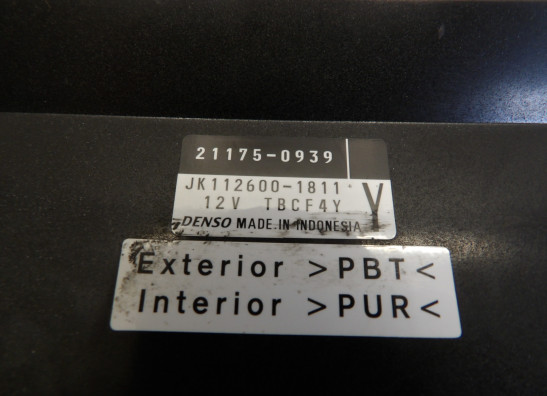 21175-0939
JK112600-1811 Y
12V TBCF4Y
DENSO MADE IN INDONESIA
Exterior >PBT<
Interior >PUR<